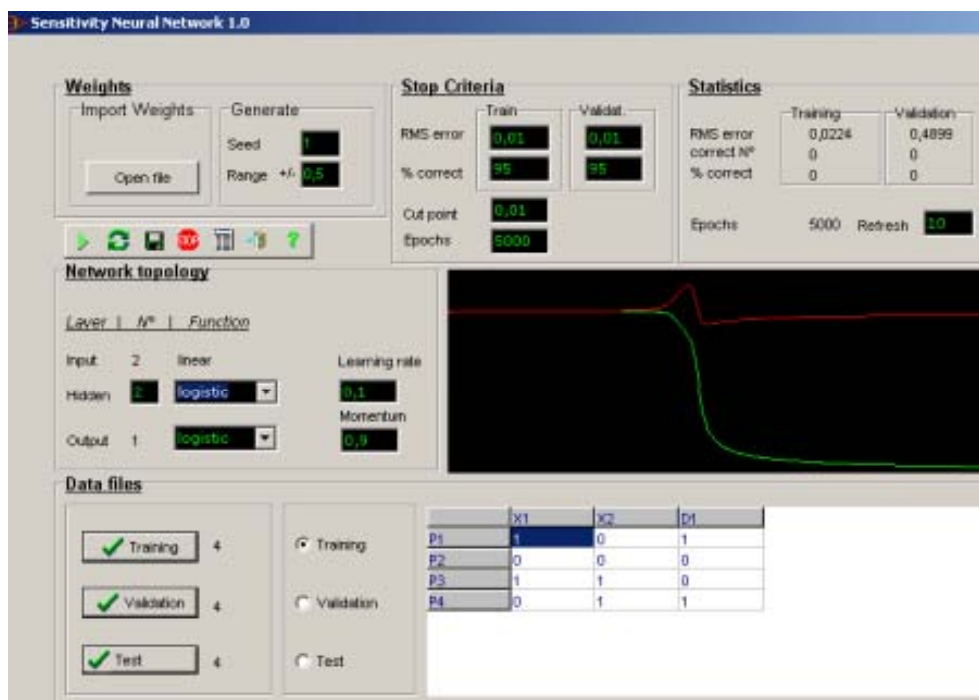 Sensitivity Neural Network 1.0
Weights
Import Weights
Open file
Generate
Seed 1
Range +/- 0,5
Stop Criteria
Train Validat.
RMS error 0,01 0,01
% correct 95 95
Cut point 0,01
Epochs 5000
Statistics
Training Validation
RMS error 0,0224 0,4899
correct Nº 0 0
% correct 0 0
Epochs 5000 Refresh 10
STOP
?
Network topology
Layer | Nº | Function
Input 2 linear
Hidden 2 logistic
Output 1 logistic
Learning rate
0,1
Momentum
0,9
Data files
Training 4
Validation 4
Test 4
Training
Validation
Test
X1 X2 D1
P1 1 0 1
P2 0 0 0
P3 1 1 0
P4 0 1 1